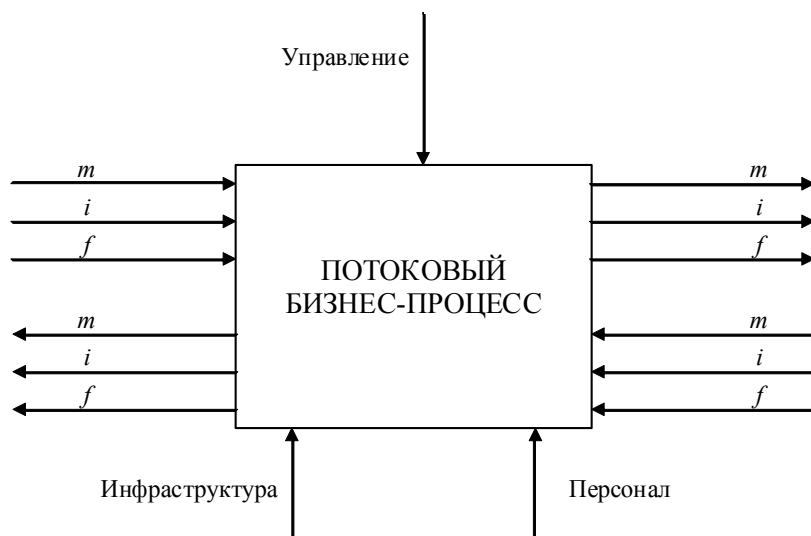 Управление
m
m
i
i
f
f
ПОТОКОВЫЙ
БИЗНЕС-ПРОЦЕСС
m
m
i
i
f
f
Инфраструктура
Персонал